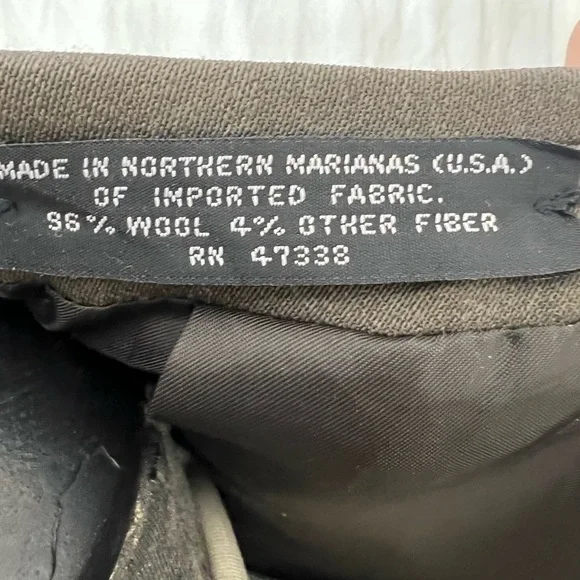 MADE IN NORTHERN MARIANAS (U.S.A.)
OF IMPORTED FABRIC.
96% WOOL 4% OTHER FIBER
RN 47338